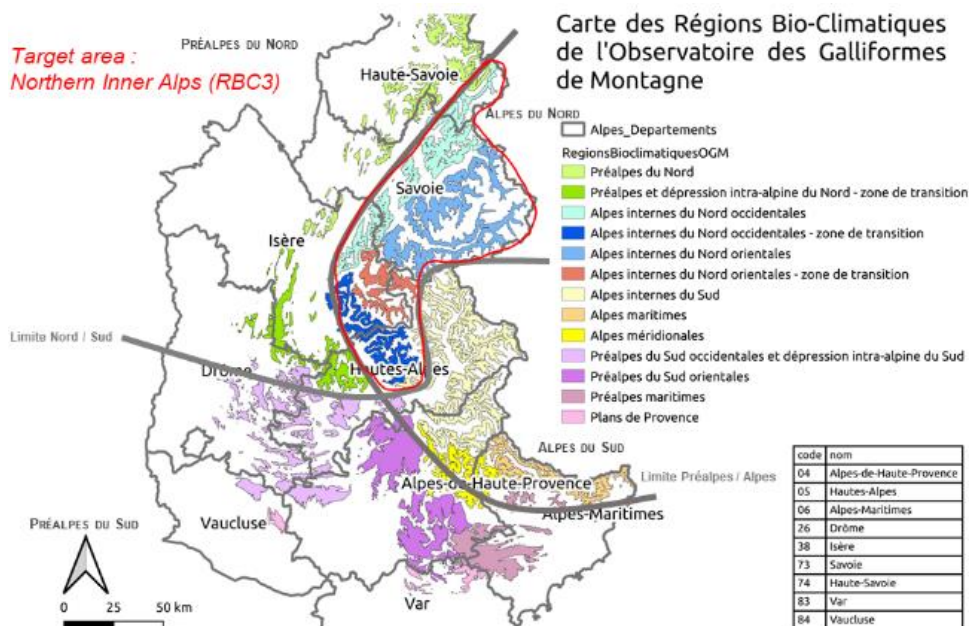 Carte des Régions Bio-Climatiques
de l'Observatoire des Galliformes
de Montagne
Target area :
Northern Inner Alps (RBC3)
PRÉALPES DU NORD
Haute-Savoie
ALPES DU NORD
Savoie
Isère
Limite Nord / Sud
Drôme
Hautes-Alpes
ALPES DU SUD
Alpes-de-Haute-Provence
Limite Préalpes / Alpes
Alpes-Maritimes
Vaucluse
PRÉALPES DU SUD
Var
0 25 50 km
Alpes_Departements
RegionsBioclimatiquesOGM
Préalpes du Nord
Préalpes et dépression intra-alpine du Nord - zone de transition
Alpes internes du Nord occidentales
Alpes internes du Nord occidentales - zone de transition
Alpes internes du Nord orientales
Alpes internes du Nord orientales - zone de transition
Alpes internes du Sud
Alpes maritimes
Alpes méridionales
Préalpes du Sud occidentales et dépression intra-alpine du Sud
Préalpes du Sud orientales
Préalpes maritimes
Plans de Provence
code nom
04 Alpes-de-Haute-Provence
05 Hautes-Alpes
06 Alpes-Maritimes
26 Drôme
38 Isère
73 Savoie
74 Haute-Savoie
83 Var
84 Vaucluse